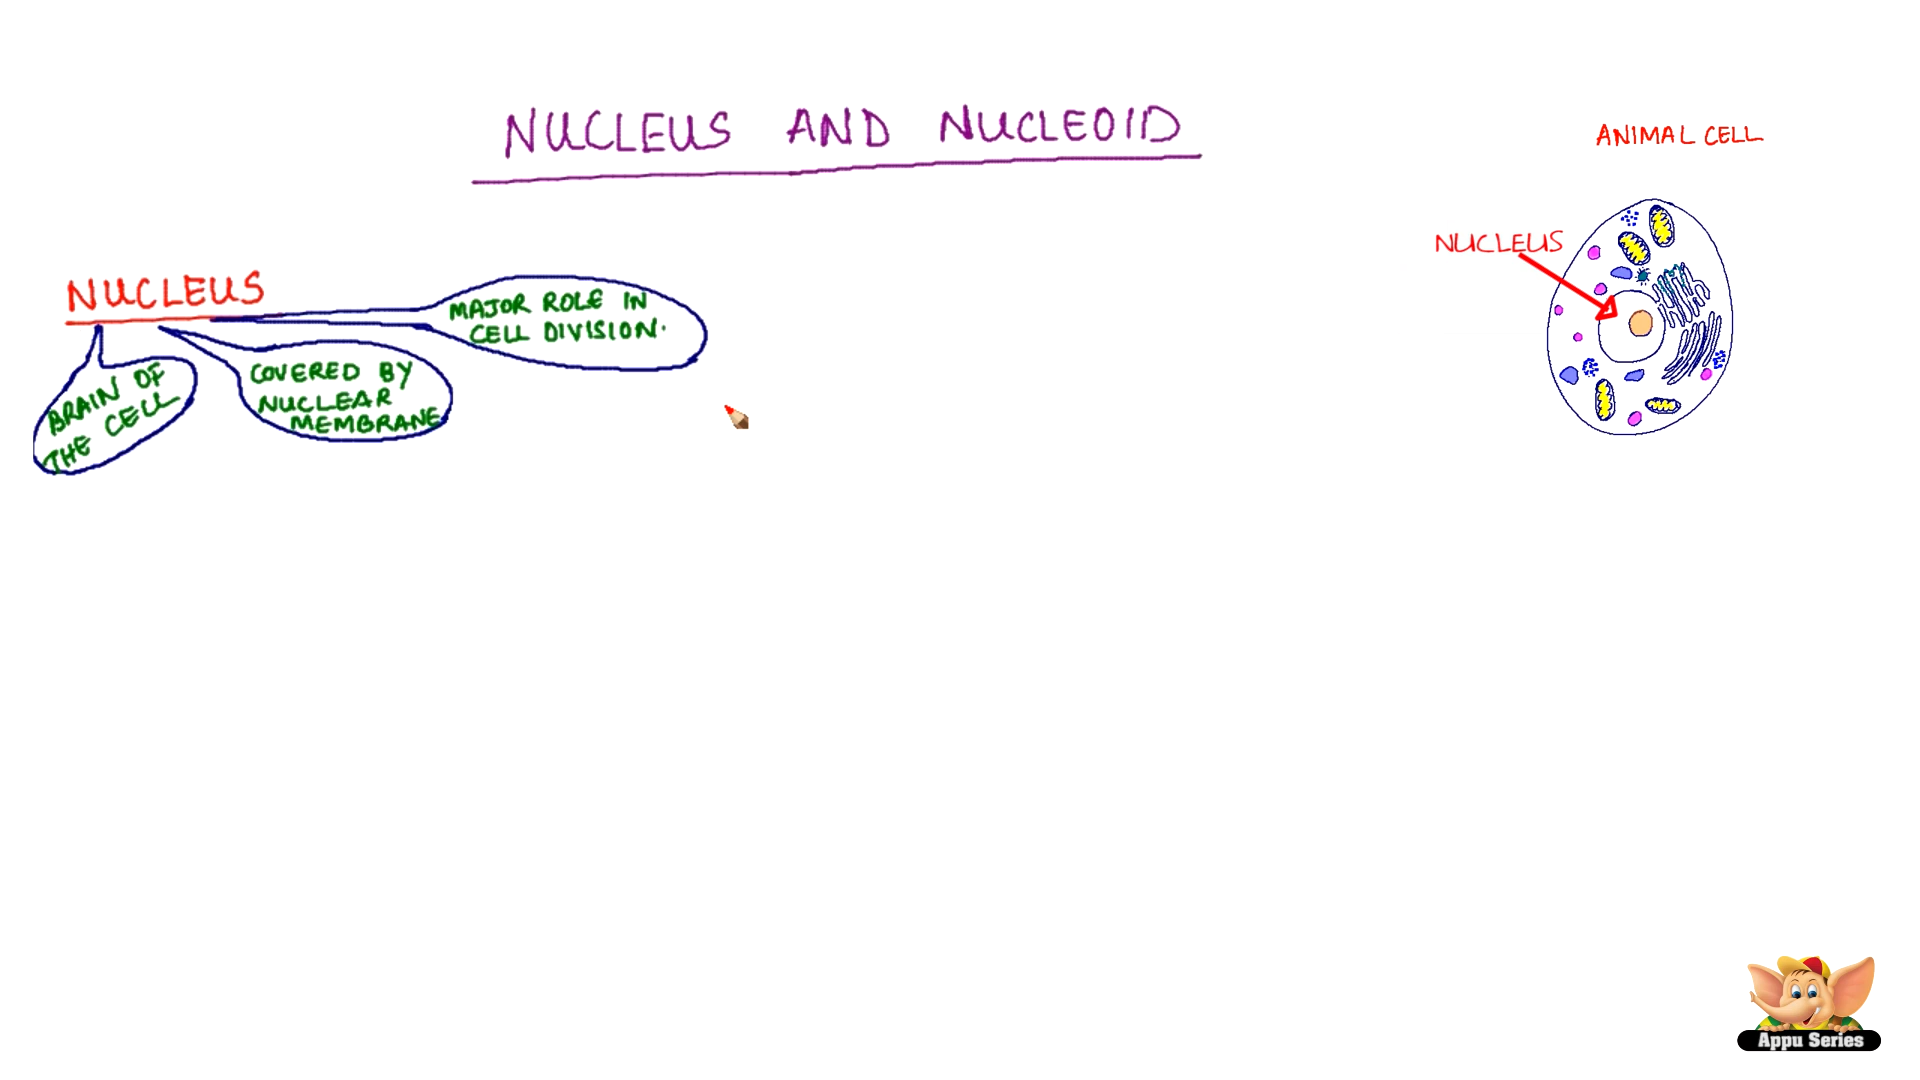 NUCLEUS AND NUCLEOID
ANIMAL CELL
NUCLEUS
NUCLEUS
MAJOR ROLE IN
CELL DIVISION.
COVERED BY
NUCLEAR
MEMBRANE
BRAIN OF
THE CELL
Appu Series